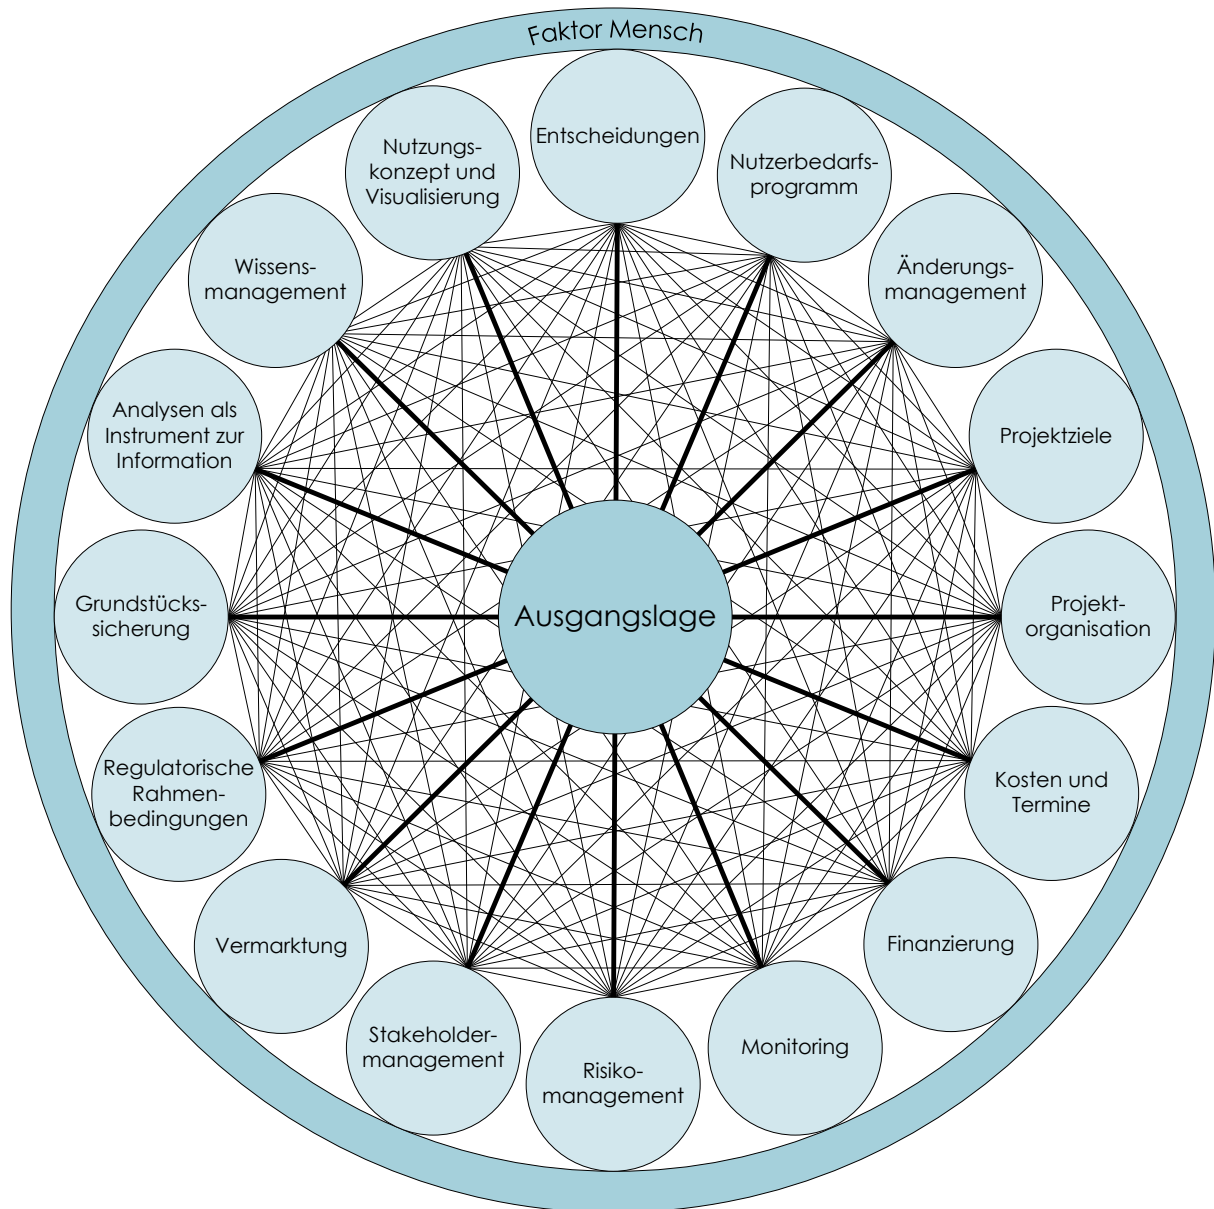 Faktor Mensch
Entscheidungen
Nutzerbedarfs-
programm
Änderungs-
management
Projektziele
Projekt-
organisation
Kosten und
Termine
Finanzierung
Monitoring
Risiko-
management
Stakeholder-
management
Vermarktung
Regulatorische
Rahmen-
bedingungen
Grundstücks-
sicherung
Analysen als
Instrument zur
Information
Wissens-
management
Nutzungs-
konzept und
Visualisierung
Ausgangslage